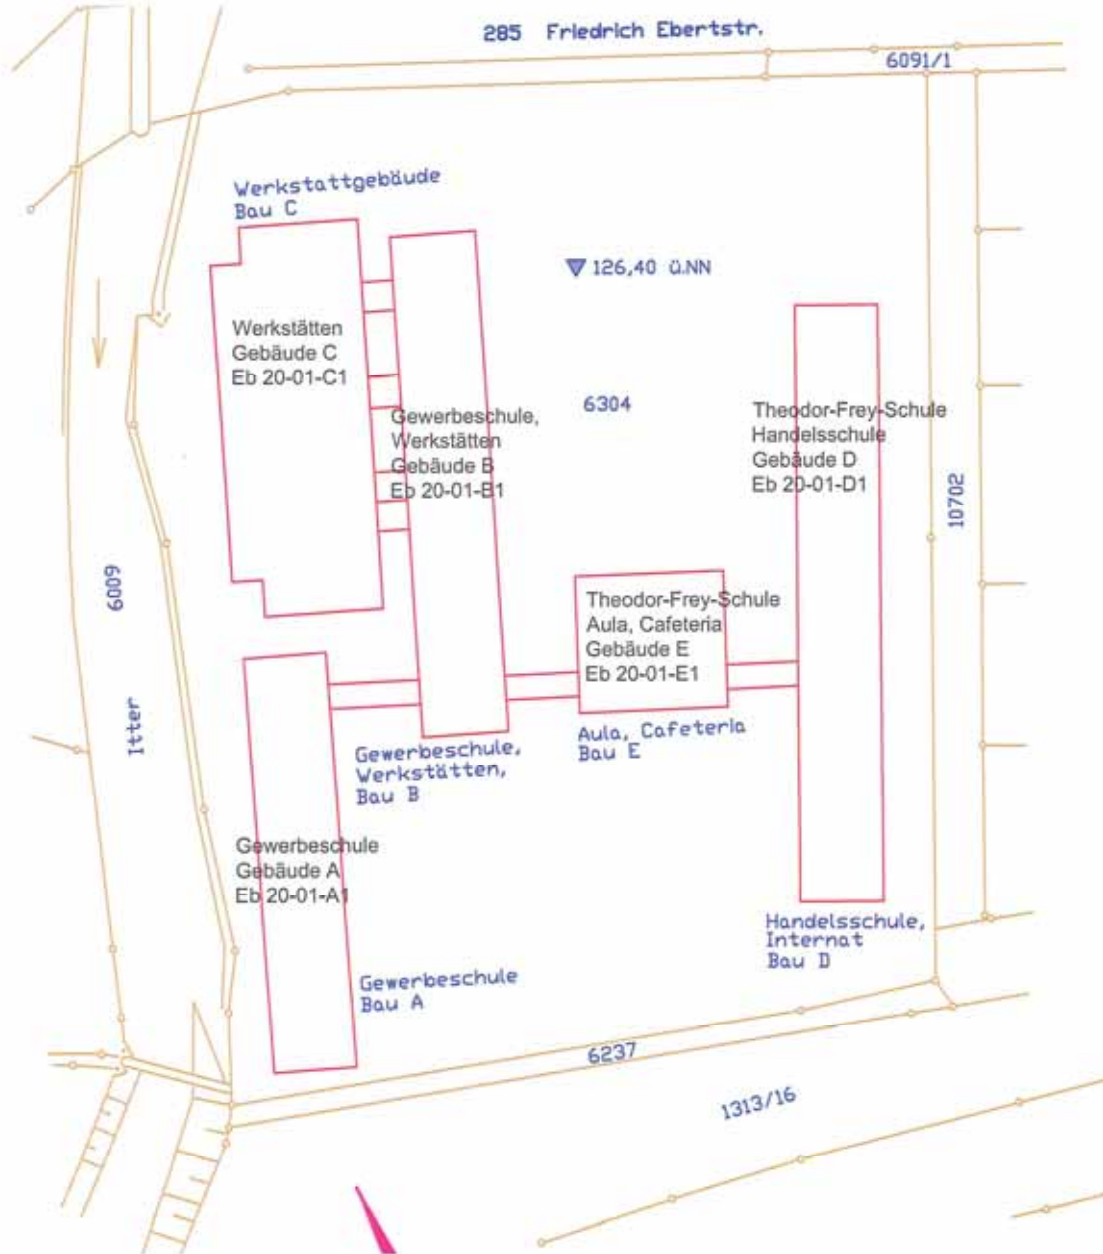 285 Friedrich Ebertstr.
6091/1
Werkstattgebäude
Bau C
126,40 ü.NN
Werkstätten
Gebäude C
Eb 20-01-C1
6304
Gewerbeschule,
Werkstätten
Gebäude B
Eb 20-01-B1
Theodor-Frey-Schule
Handelsschule
Gebäude D
Eb 20-01-D1
10702
6009
Itter
Theodor-Frey-Schule
Aula, Cafeteria
Gebäude E
Eb 20-01-E1
Aula, Cafeteria
Bau E
Gewerbeschule,
Werkstätten,
Bau B
Gewerbeschule
Gebäude A
Eb 20-01-A1
Handelsschule,
Internat
Bau D
Gewerbeschule
Bau A
6237
1313/16